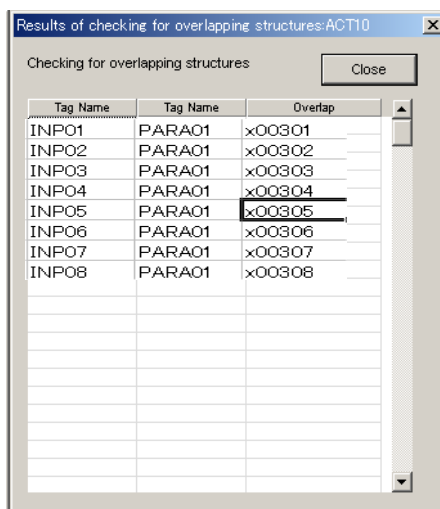 Results of checking for overlapping structures:ACT10
Checking for overlapping structures
Close
Tag Name Tag Name Overlap
INP01 PARA01 x00301
INP02 PARA01 x00302
INP03 PARA01 x00303
INP04 PARA01 x00304
INP05 PARA01 x00305
INP06 PARA01 x00306
INP07 PARA01 x00307
INP08 PARA01 x00308